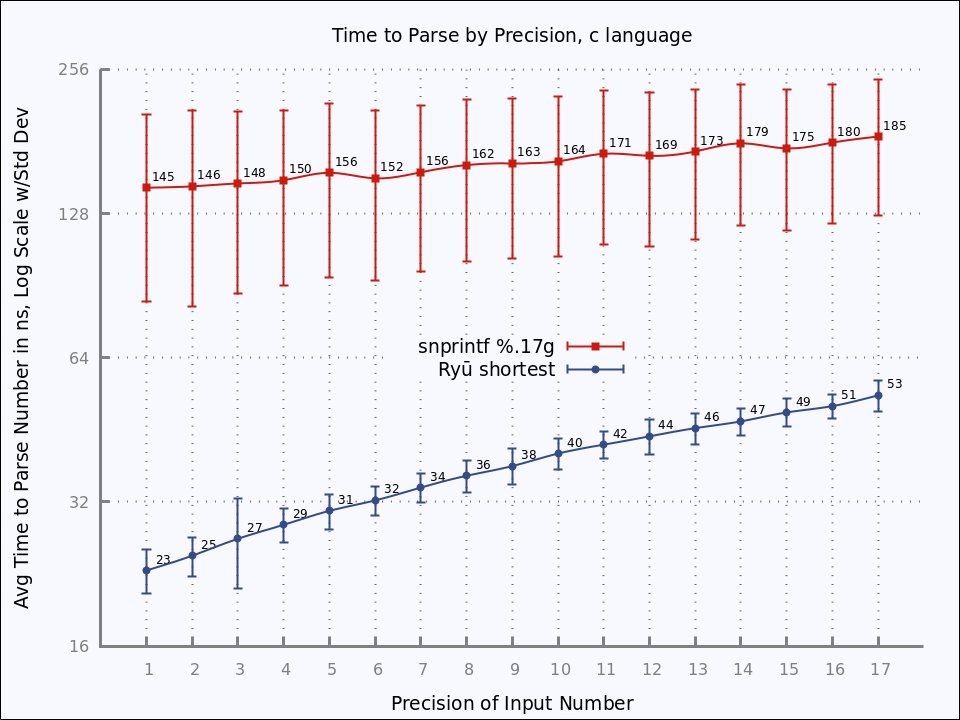 Time to Parse by Precision, c language
Avg Time to Parse Number in ns, Log Scale w/Std Dev
256
128
64
32
16
145 146 148 150 156 152 156 162 163 164 171 169 173 179 175 180 185
snprintf %.17g
Ryū shortest
23 25 27 29 31 32 34 36 38 40 42 44 46 47 49 51 53
1 2 3 4 5 6 7 8 9 10 11 12 13 14 15 16 17
Precision of Input Number